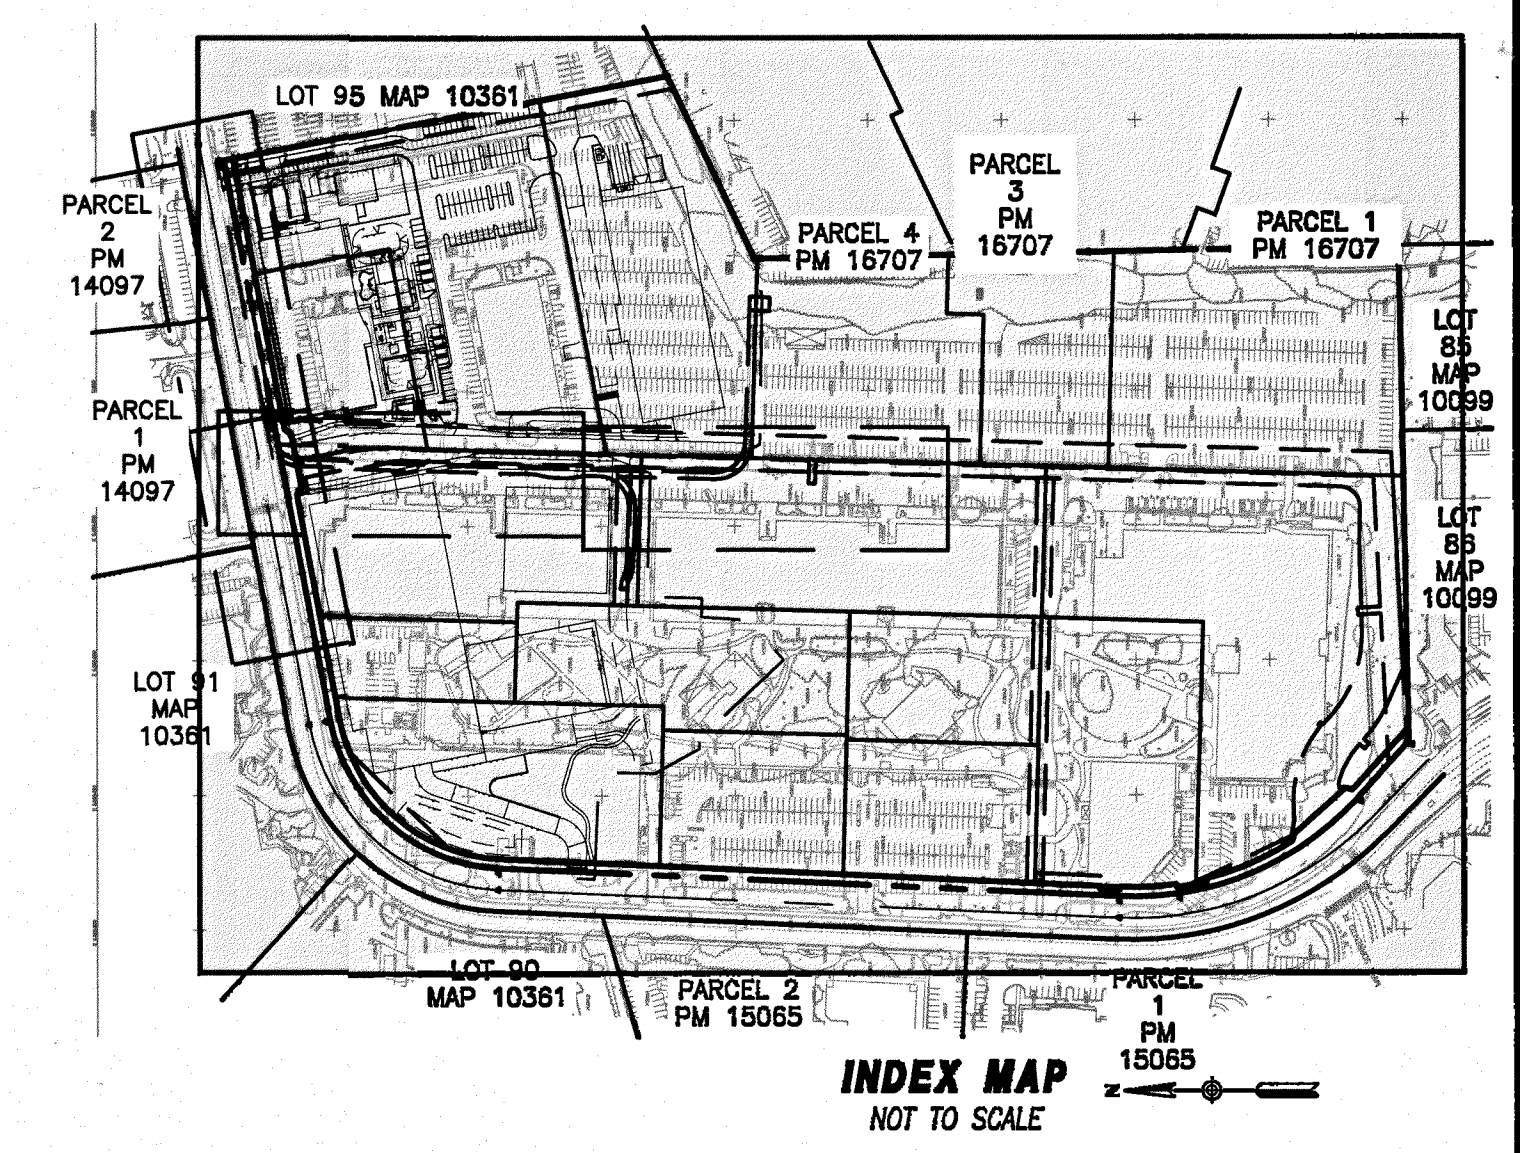 LOT 95 MAP 10361
PARCEL
2
PM
14097
PARCEL
3
PM
16707
PARCEL 4
PM 16707
PARCEL 1
PM 16707
LOT
85
MAP
10099
PARCEL
1
PM
14097
LOT
86
MAP
10099
LOT 91
MAP
10361
LOT 90
MAP 10361
PARCEL 2
PM 15065
PARCEL
1
PM
15065
INDEX MAP
NOT TO SCALE
N